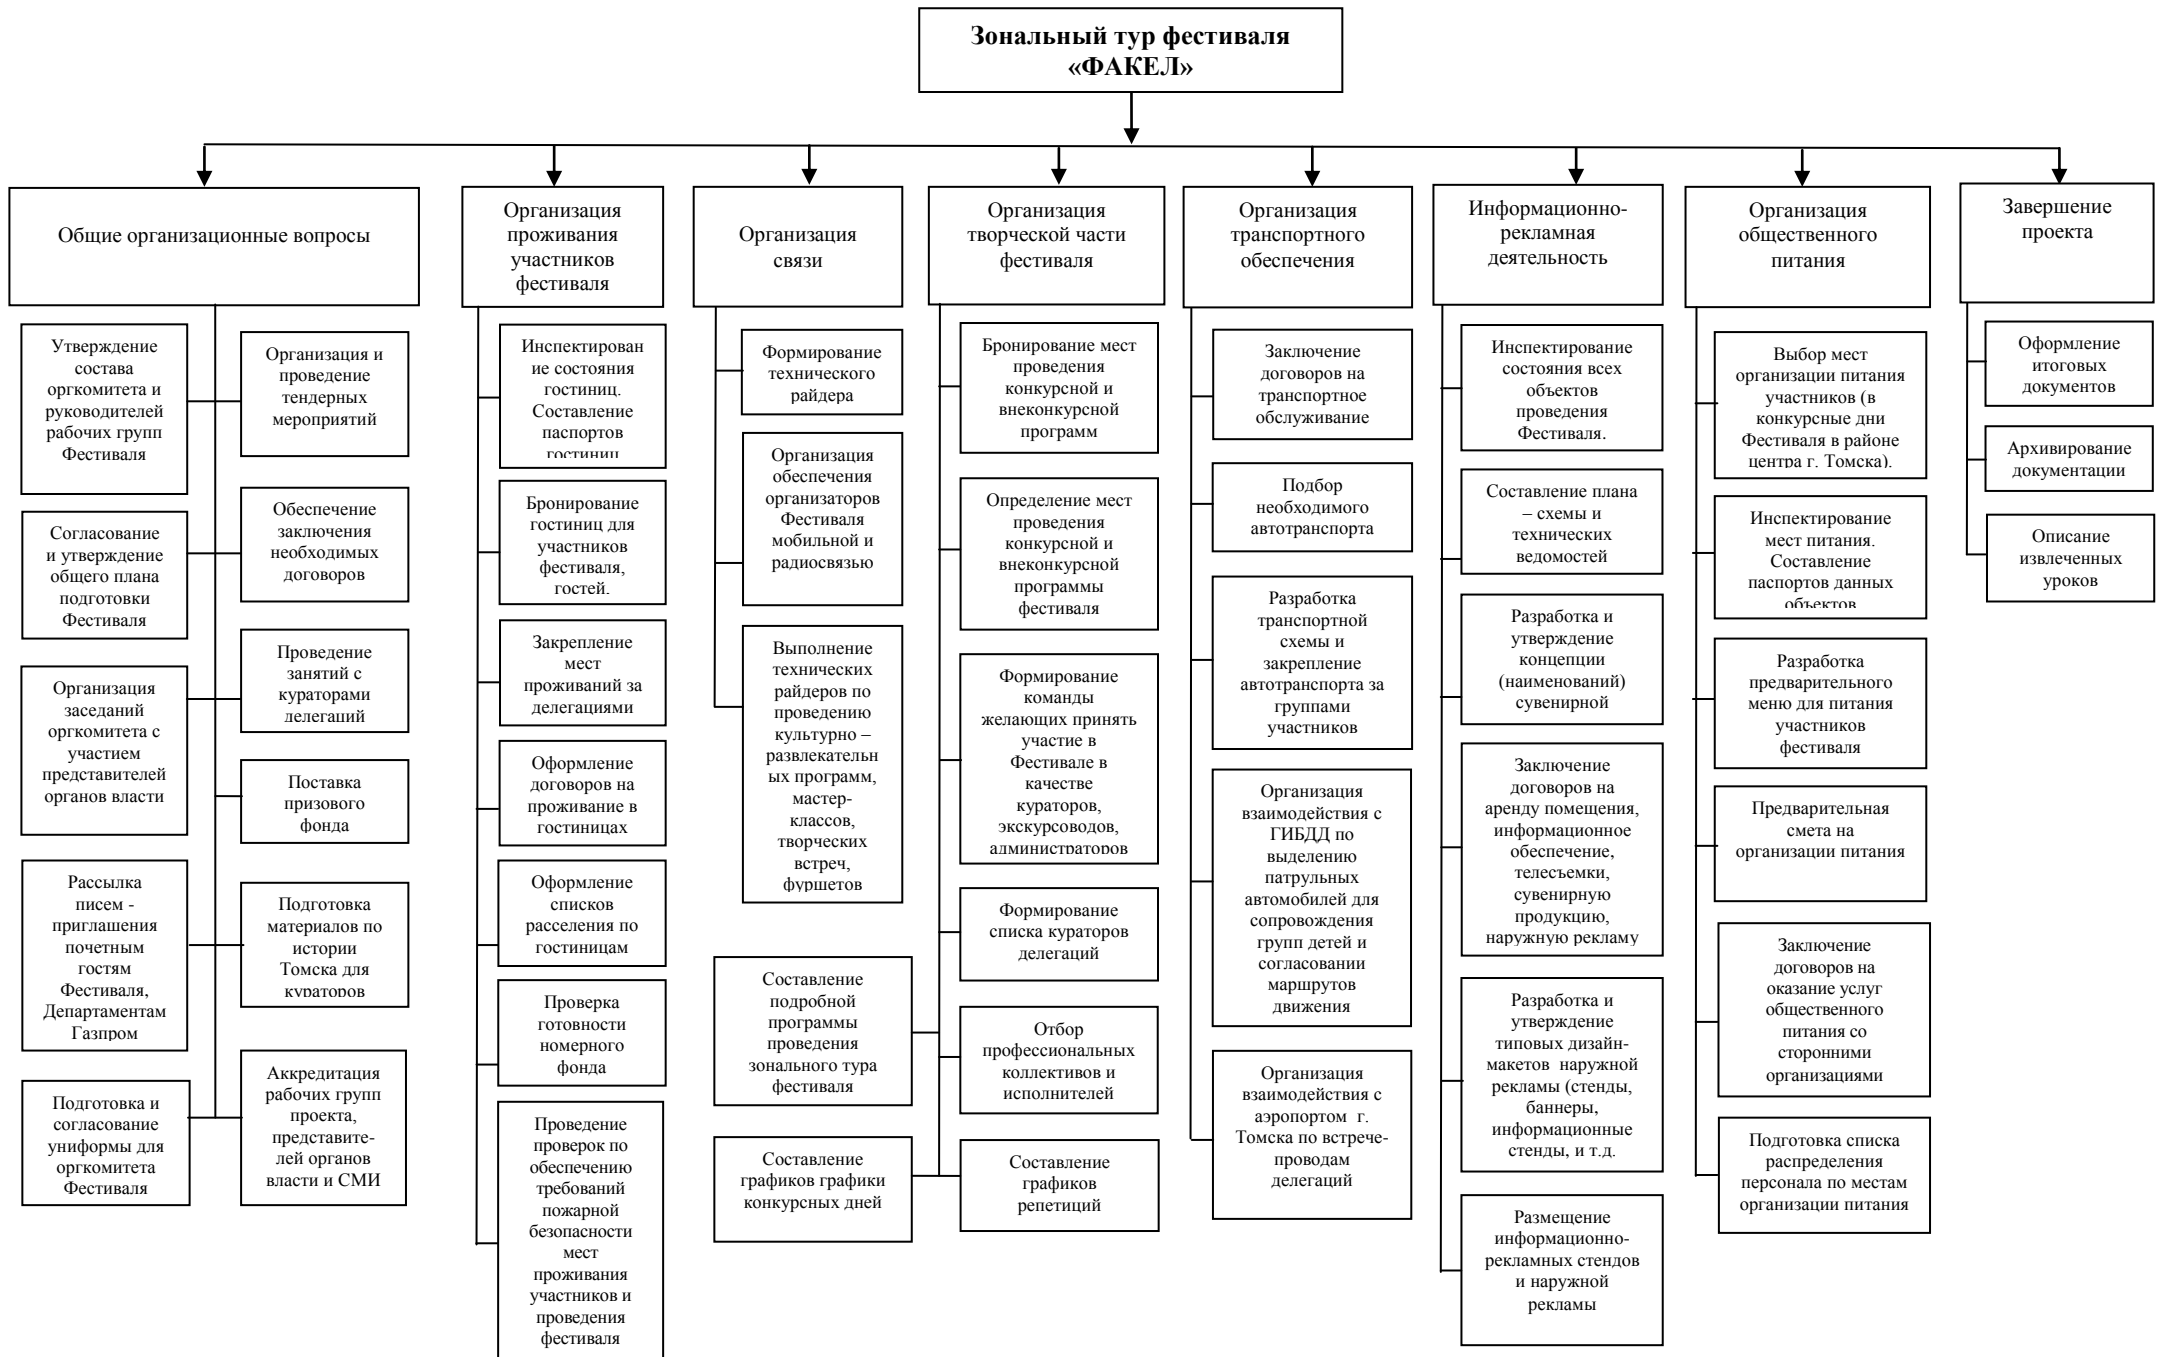 Зональный тур фестиваля
«ФАКЕЛ»
Общие организационные вопросы
Утверждение
состава
оргкомитета и
руководителей
рабочих групп
Фестиваля
Организация и
проведение
тендерных
мероприятий
Согласование
и утверждение
общего плана
подготовки
Фестиваля
Обеспечение
заключения
необходимых
договоров
Организация
заседаний
оргкомитета с
участием
представителей
органов власти
Проведение
занятий с
кураторами
делегаций
Поставка
призового
фонда
Рассылка
писем -
приглашения
почетным
гостям
Фестиваля,
Департаментам
Газпром
Подготовка
материалов по
истории
Томска для
кураторов
Подготовка и
согласование
униформы для
оргкомитета
Фестиваля
Аккредитация
рабочих групп
проекта,
представите-
лей органов
власти и СМИ
Организация
проживания
участников
фестиваля
Инспектирован
ие состояния
гостиниц.
Составление
паспортов
гостиниц
Бронирование
гостиниц для
участников
фестиваля,
гостей.
Закрепление
мест
проживаний за
делегациями
Оформление
договоров на
проживание в
гостиницах
Оформление
списков
расселения по
гостиницам
Проверка
готовности
номерного
фонда
Проведение
проверок по
обеспечению
требований
пожарной
безопасности
мест
проживания
участников и
проведения
фестиваля
Организация
связи
Формирование
технического
райдера
Организация
обеспечения
организаторов
Фестиваля
мобильной и
радиосвязью
Выполнение
технических
райдеров по
проведению
культурно –
развлекательн
ых программ,
мастер-
классов,
творческих
встреч,
фуршетов
Организация
творческой части
фестиваля
Бронирование мест
проведения
конкурсной и
внеконкурсной
программ
Определение мест
проведения
конкурсной и
внеконкурсной
программы
фестиваля
Формирование
команды
желающих принять
участие в
Фестивале в
качестве
кураторов,
экскурсоводов,
администраторов
Формирование
списка кураторов
делегаций
Составление
подробной
программы
проведения
зонального тура
фестиваля
Отбор
профессиональных
коллективов и
исполнителей
Составление
графиков графики
конкурсных дней
Составление
графиков
репетиций
Организация
транспортного
обеспечения
Заключение
договоров на
транспортное
обслуживание
Подбор
необходимого
автотранспорта
Разработка
транспортной
схемы и
закрепление
автотранспорта за
группами
участников
Организация
взаимодействия с
ГИБДД по
выделению
патрульных
автомобилей для
сопровождения
групп детей и
согласовании
маршрутов
движения
Организация
взаимодействия с
аэропортом г.
Томска по встрече-
проводам
делегаций
Информационно-
рекламная
деятельность
Инспектирование
состояния всех
объектов
проведения
Фестиваля.
Составление плана
– схемы и
технических
ведомостей
Разработка и
утверждение
концепции
(наименований)
сувенирной
Заключение
договоров на
аренду помещения,
информационное
обеспечение,
телесъемки,
сувенирную
продукцию,
наружную рекламу
Разработка и
утверждение
типовых дизайн-
макетов наружной
рекламы (стенды,
баннеры,
информационные
стенды, и т.д.
Размещение
информационно-
рекламных стендов
и наружной
рекламы
Организация
общественного
питания
Выбор мест
организации питания
участников (в
конкурсные дни
Фестиваля в районе
центра г. Томска).
Инспектирование
мест питания.
Составление
паспортов данных
объектов
Разработка
предварительного
меню для питания
участников
фестиваля
Предварительная
смета на
организации питания
Заключение
договоров на
оказание услуг
общественного
питания со
сторонними
организациями
Подготовка списка
распределения
персонала по местам
организации питания
Завершение
проекта
Оформление
итоговых
документов
Архивирование
документации
Описание
извлеченных
уроков